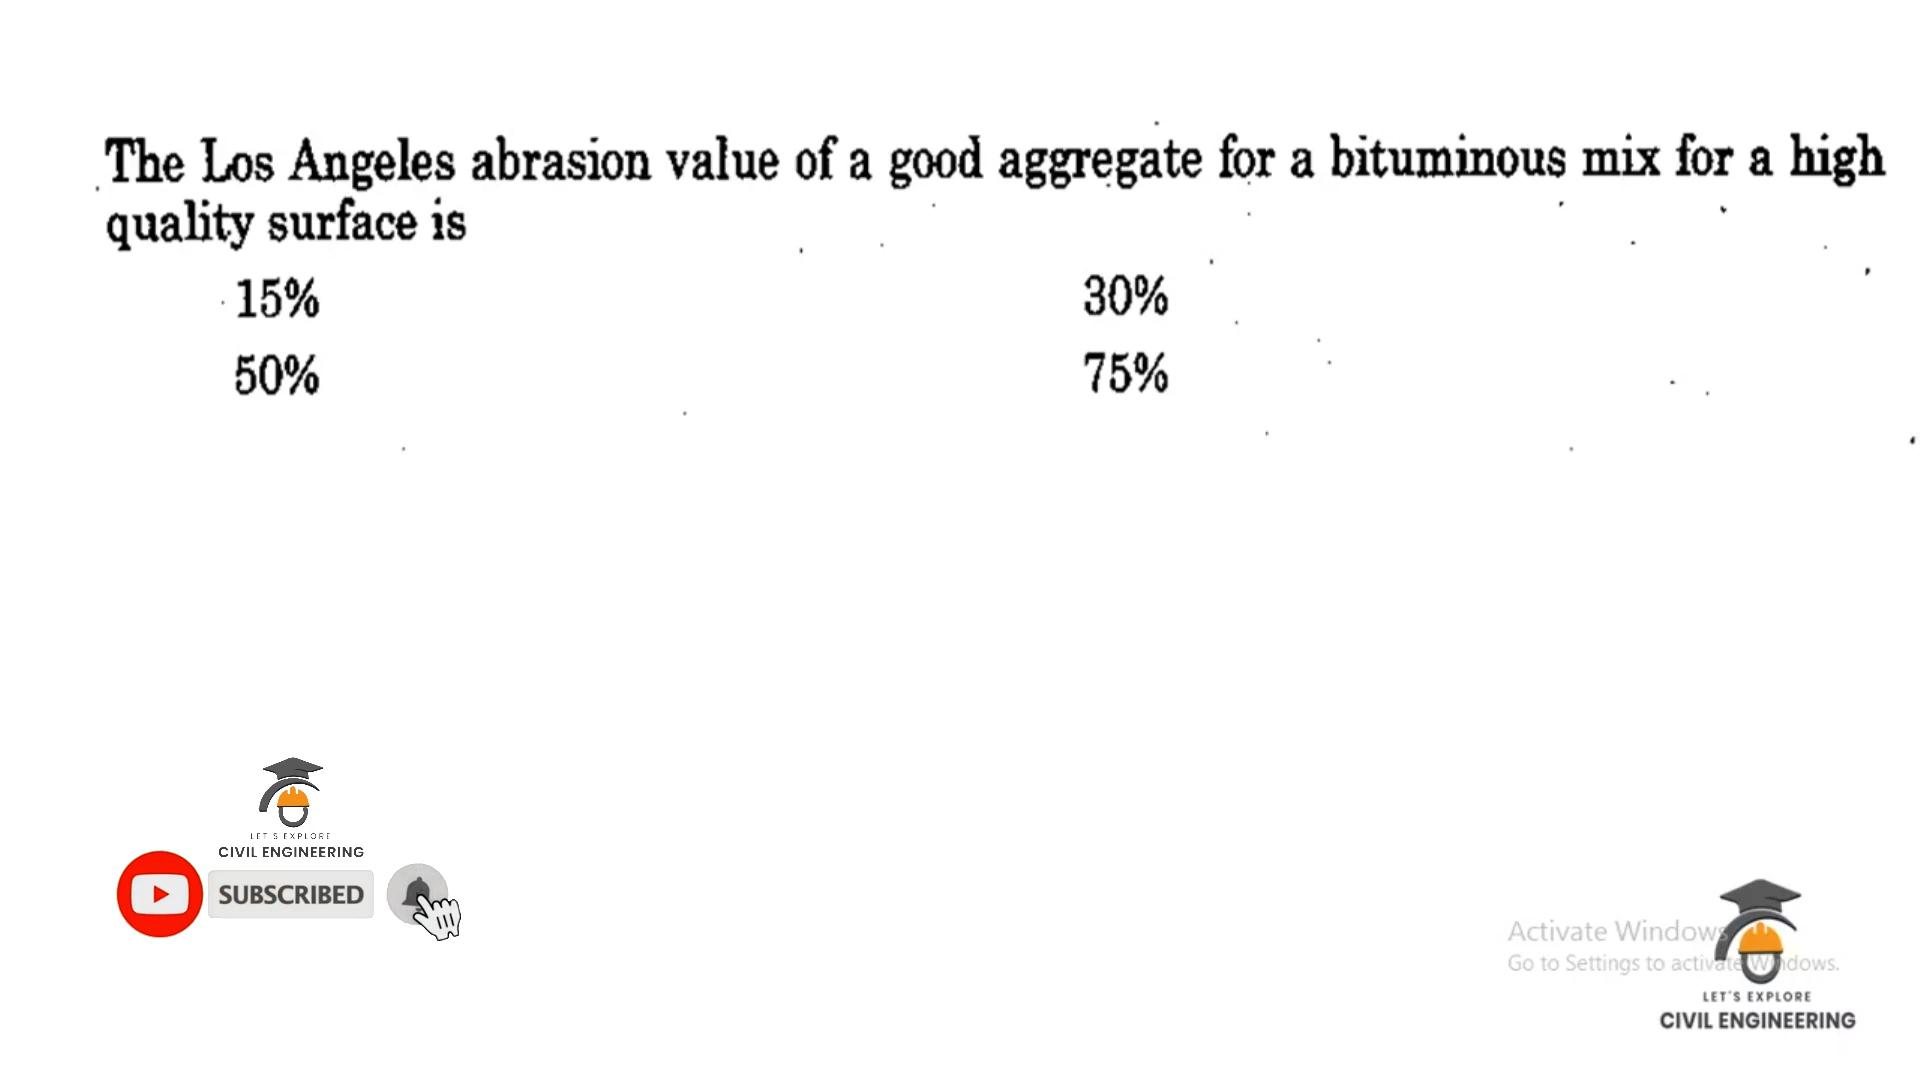 The Los Angeles abrasion value of a good aggregate for a bituminous mix for a high
quality surface is
15% 30%
50% 75%
LET'S EXPLORE
CIVIL ENGINEERING
SUBSCRIBED
Activate Windows
Go to Settings to activate Windows.
LET'S EXPLORE
CIVIL ENGINEERING